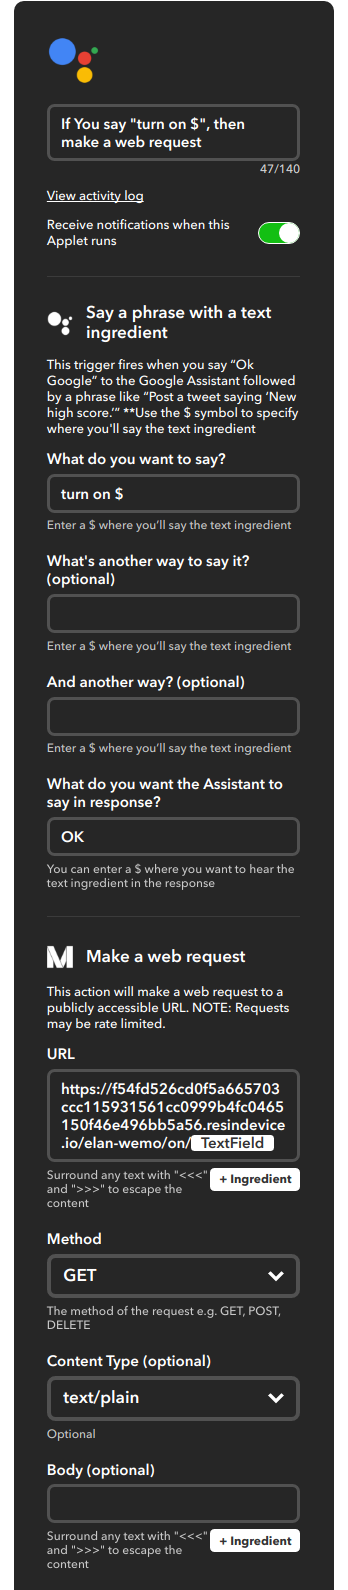 If You say "turn on $", then
make a web request
47/140
View activity log
Receive notifications when this
Applet runs
Say a phrase with a text
ingredient
This trigger fires when you say “Ok
Google” to the Google Assistant followed
by a phrase like “Post a tweet saying ‘New
high score.’” **Use the $ symbol to specify
where you'll say the text ingredient
What do you want to say?
turn on $
Enter a $ where you’ll say the text ingredient
What's another way to say it?
(optional)
Enter a $ where you’ll say the text ingredient
And another way? (optional)
Enter a $ where you’ll say the text ingredient
What do you want the Assistant to
say in response?
OK
You can enter a $ where you want to hear the
text ingredient in the response
Make a web request
This action will make a web request to a
publicly accessible URL. NOTE: Requests
may be rate limited.
URL
https://f54fd526cd0f5a665703
ccc115931561cc0999b4fc0465
150f46e496bb5a56.resindevice
.io/elan-wemo/on/ TextField
Surround any text with "<<<"
and ">>>" to escape the
content
+ Ingredient
Method
GET
The method of the request e.g. GET, POST,
DELETE
Content Type (optional)
text/plain
Optional
Body (optional)
Surround any text with "<<<"
and ">>>" to escape the
content
+ Ingredient